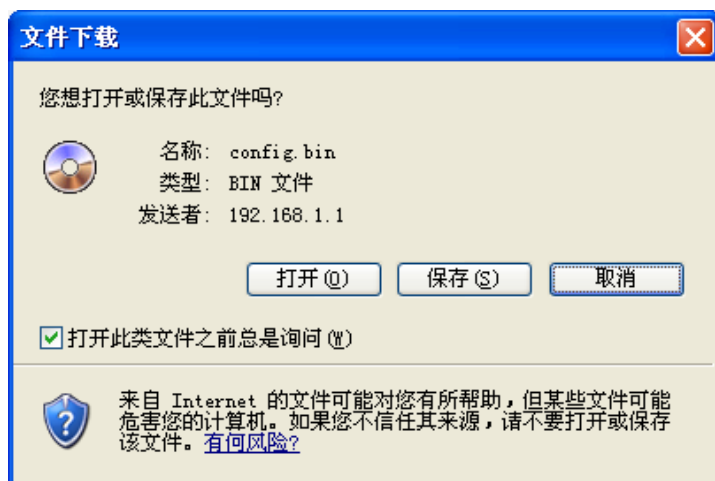 文件下载
您想打开或保存此文件吗?
名称: config.bin
类型: BIN 文件
发送者: 192.168.1.1
打开(O) 保存(S) 取消
打开此类文件之前总是询问(W)
来自 Internet 的文件可能对您有所帮助，但某些文件可能
危害您的计算机。如果您不信任其来源，请不要打开或保存
该文件。有何风险?